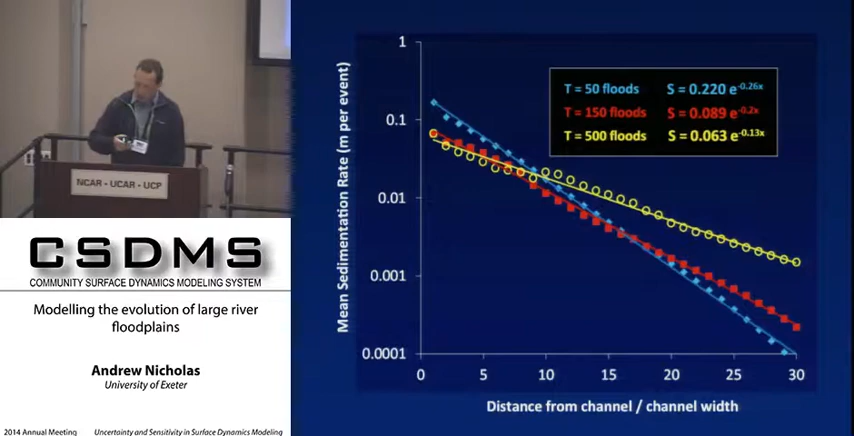 NCAR - UCAR - UCP
CSDMS
COMMUNITY SURFACE DYNAMICS MODELING SYSTEM
Modelling the evolution of large river
floodplains
Andrew Nicholas
University of Exeter
2014 Annual Meeting
Uncertainty and Sensitivity in Surface Dynamics Modeling
Mean Sedimentation Rate (m per event)
1
0.1
0.01
0.001
0.0001
T = 50 floods S = 0.220 e-0.26x
T = 150 floods S = 0.089 e-0.2x
T = 500 floods S = 0.063 e-0.13x
0 5 10 15 20 25 30
Distance from channel / channel width